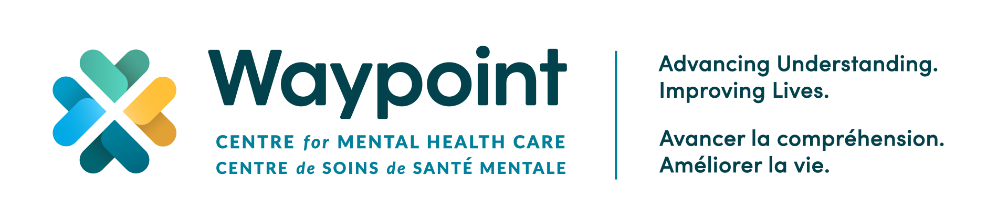 Waypoint
CENTRE for MENTAL HEALTH CARE
CENTRE de SOINS de SANTÉ MENTALE
Advancing Understanding.
Improving Lives.
Avancer la compréhension.
Améliorer la vie.